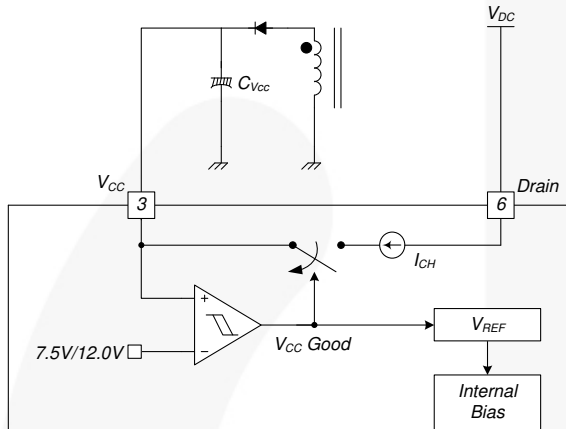 V_DC
C_Vcc
V_CC
3
6
Drain
I_CH
+
7.5V/12.0V
−
V_CC Good
V_REF
Internal
Bias